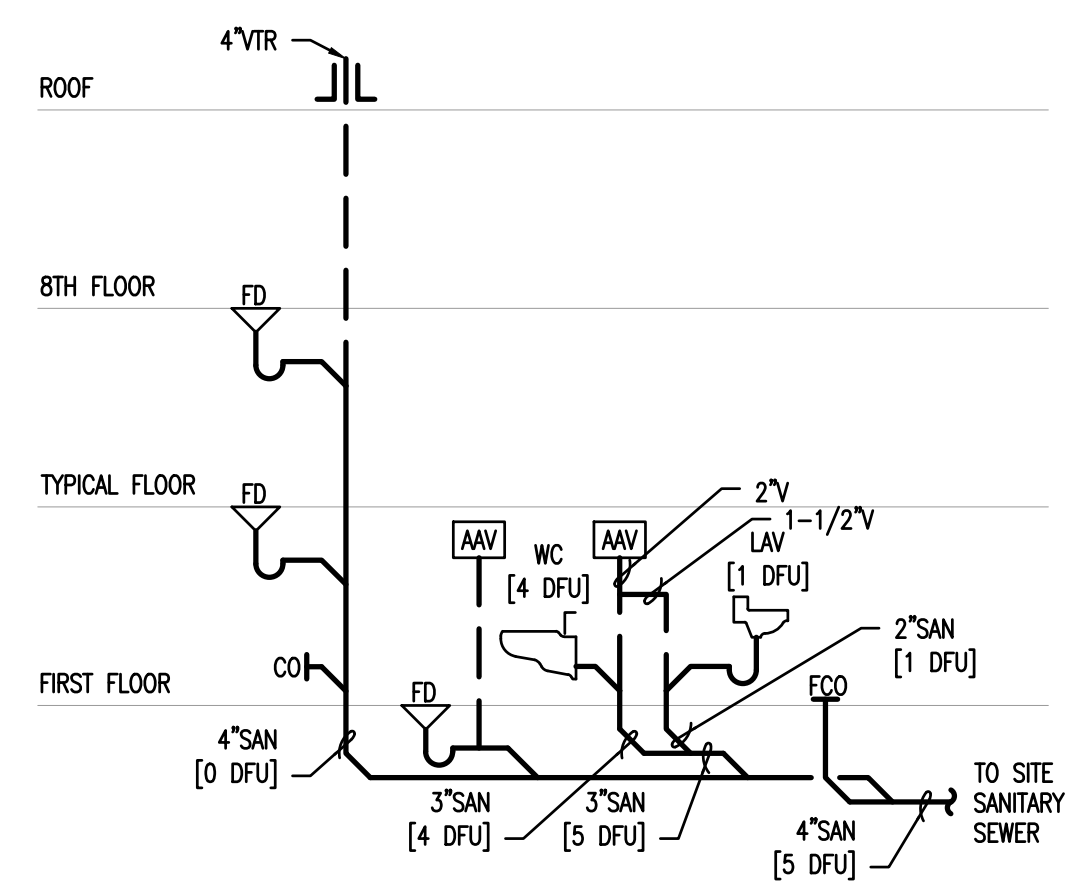 4"VTR
ROOF
8TH FLOOR
FD
TYPICAL FLOOR
FD
2"V
1-1/2"V
AAV
AAV
WC
[4 DFU]
LAV
[1 DFU]
2"SAN
[1 DFU]
CO
FIRST FLOOR
FD
FCO
4"SAN
[0 DFU]
3"SAN
[4 DFU]
3"SAN
[5 DFU]
4"SAN
[5 DFU]
TO SITE
SANITARY
SEWER